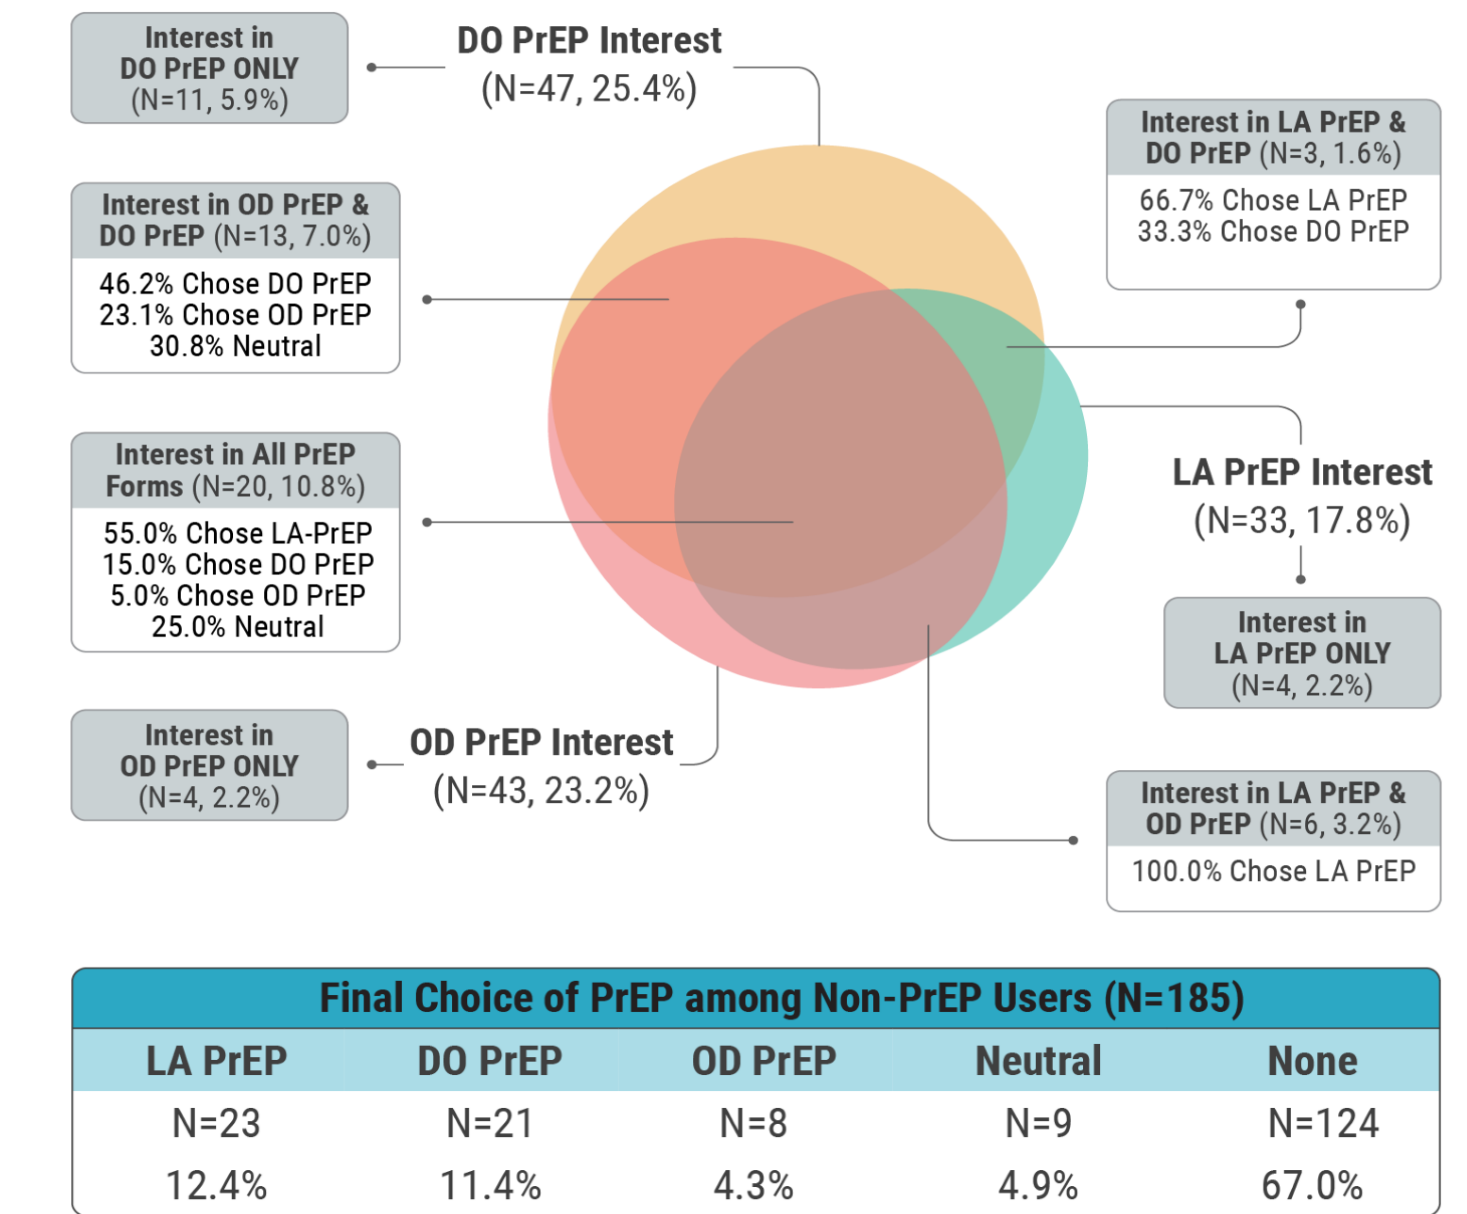 DO PrEP Interest
(N=47, 25.4%)
Interest in
DO PrEP ONLY
(N=11, 5.9%)
Interest in LA PrEP &
DO PrEP (N=3, 1.6%)
66.7% Chose LA PrEP
33.3% Chose DO PrEP
Interest in OD PrEP &
DO PrEP (N=13, 7.0%)
46.2% Chose DO PrEP
23.1% Chose OD PrEP
30.8% Neutral
Interest in All PrEP
Forms (N=20, 10.8%)
55.0% Chose LA-PrEP
15.0% Chose DO PrEP
5.0% Chose OD PrEP
25.0% Neutral
LA PrEP Interest
(N=33, 17.8%)
Interest in
LA PrEP ONLY
(N=4, 2.2%)
OD PrEP Interest
(N=43, 23.2%)
Interest in
OD PrEP ONLY
(N=4, 2.2%)
Interest in LA PrEP &
OD PrEP (N=6, 3.2%)
100.0% Chose LA PrEP
Final Choice of PrEP among Non-PrEP Users (N=185)
LA PrEP DO PrEP OD PrEP Neutral None
N=23 N=21 N=8 N=9 N=124
12.4% 11.4% 4.3% 4.9% 67.0%